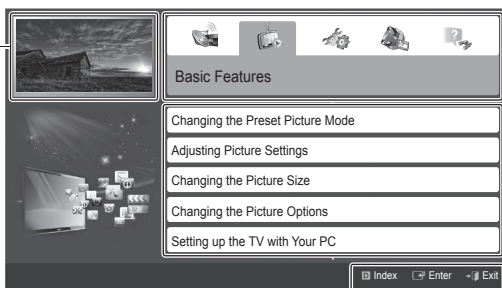 Basic Features
Changing the Preset Picture Mode
Adjusting Picture Settings
Changing the Picture Size
Changing the Picture Options
Setting up the TV with Your PC
D Index Enter Exit